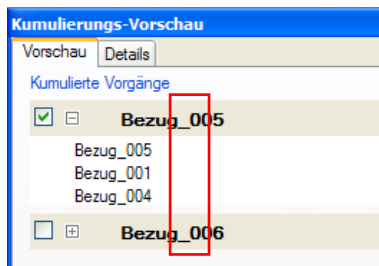 Kumulierungs-Vorschau
Vorschau Details
Kumulierte Vorgänge
Bezug_005
Bezug_005
Bezug_001
Bezug_004
Bezug_006